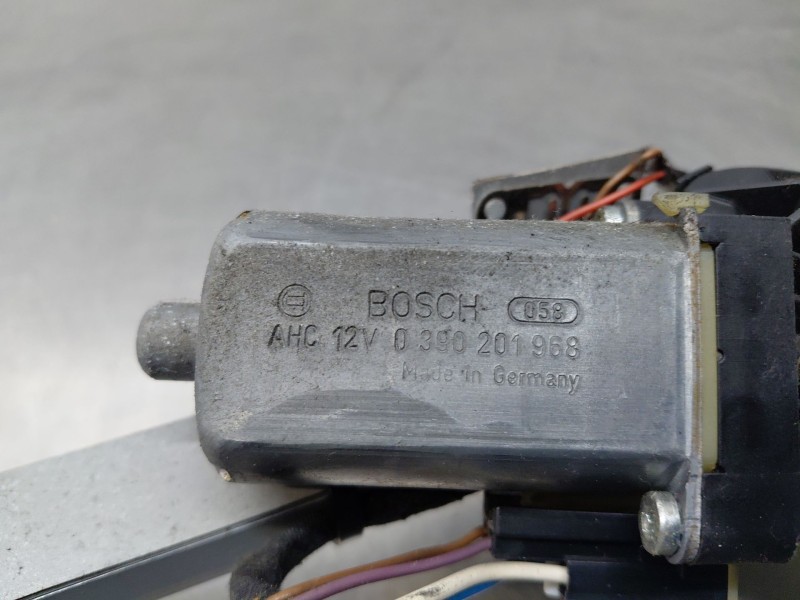 BOSCH 058
AHC 12V 0 390 201 968
Made in Germany